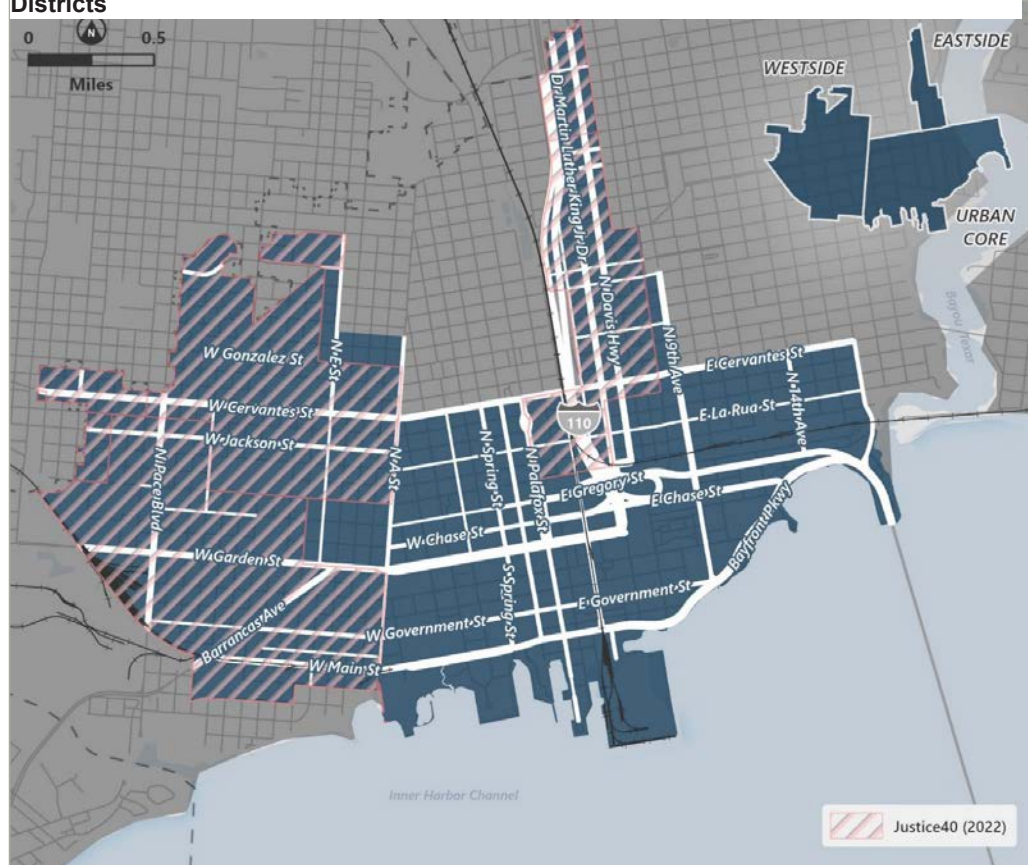 Districts
0
N
0.5
Miles
WESTSIDE
EASTSIDE
URBAN
CORE
Dr Martin Luther King Jr Dr
N Davis Hwy
N 9th Ave
N E St
W Gonzalez St
E Cervantes St
W Cervantes St
E La Rua St
N 14th Ave
110
W Jackson St
N A St
N Spring St
N Palafox St
N Pace Blvd
E Gregory St
E Chase St
W Chase St
Bayfront Pkwy
W Garden St
S Spring St
E Government St
W Government St
Barrancas Ave
W Main St
Bayou Texar
Inner Harbor Channel
Justice40 (2022)